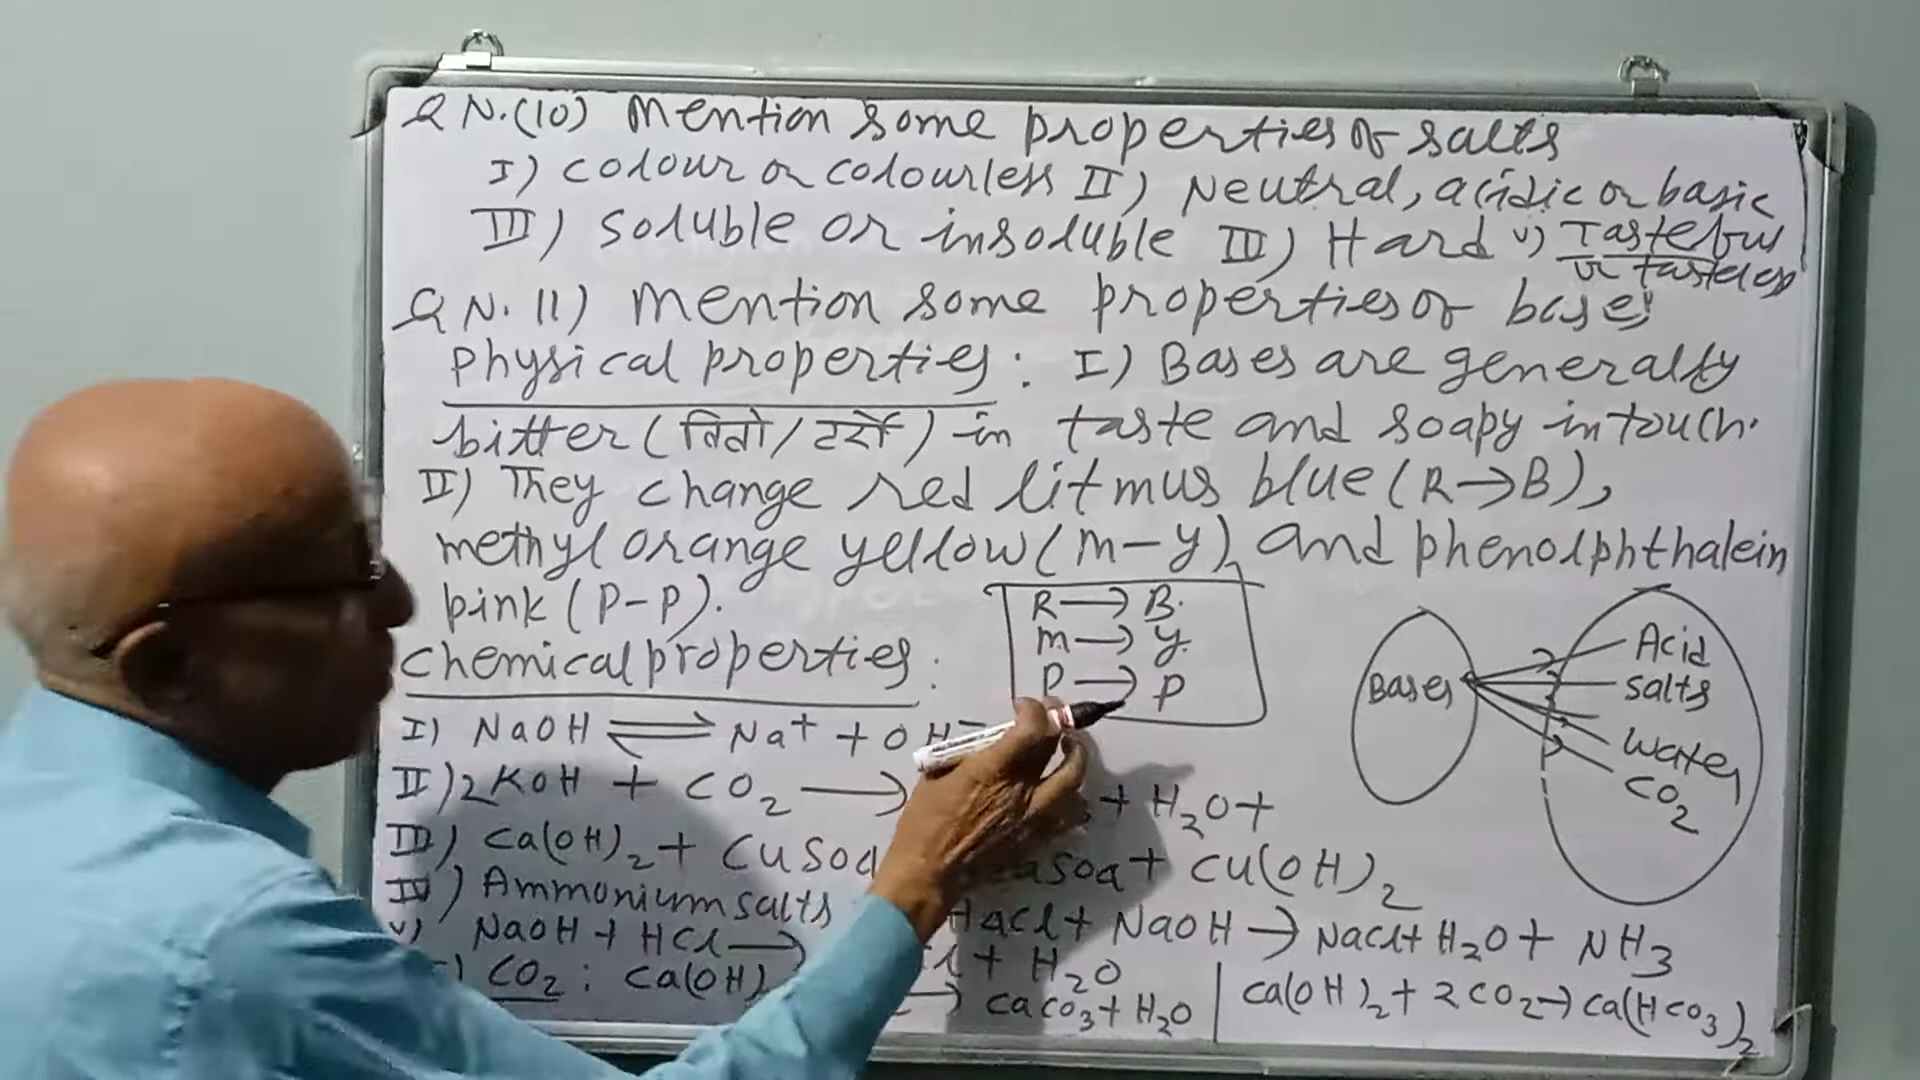 Q N.(10) Mention some properties of salts
I) colour or colourless II) Neutral, acidic or basic
III) soluble or insoluble IV) Hard v) Tasteful
or tasteless
Q N. 11) Mention some properties of bases
Physical properties : I) Bases are generally
bitter ( / टर्रो) in taste and soapy in touch.
II) They change red litmus blue (R→B),
methyl orange yellow (m-y) and phenolphthalein
pink (P-P).
R → B.
m → y.
P → P
Bases
Acid
salts
Water
CO2
Chemical properties :
I) NaOH ⇌ Na+ + OH-
II) 2KOH + CO2 → + H2O +
III) Ca(OH)2 + CuSO4 + Cu(OH)2
IV) Ammonium salts Cl + NaOH → NaCl + H2O + NH3
V) NaOH + HCl → + H2O
CO2 : Ca(OH) → CaCO3 + H2O | Ca(OH)2 + 2CO2 → Ca(HCO3)2